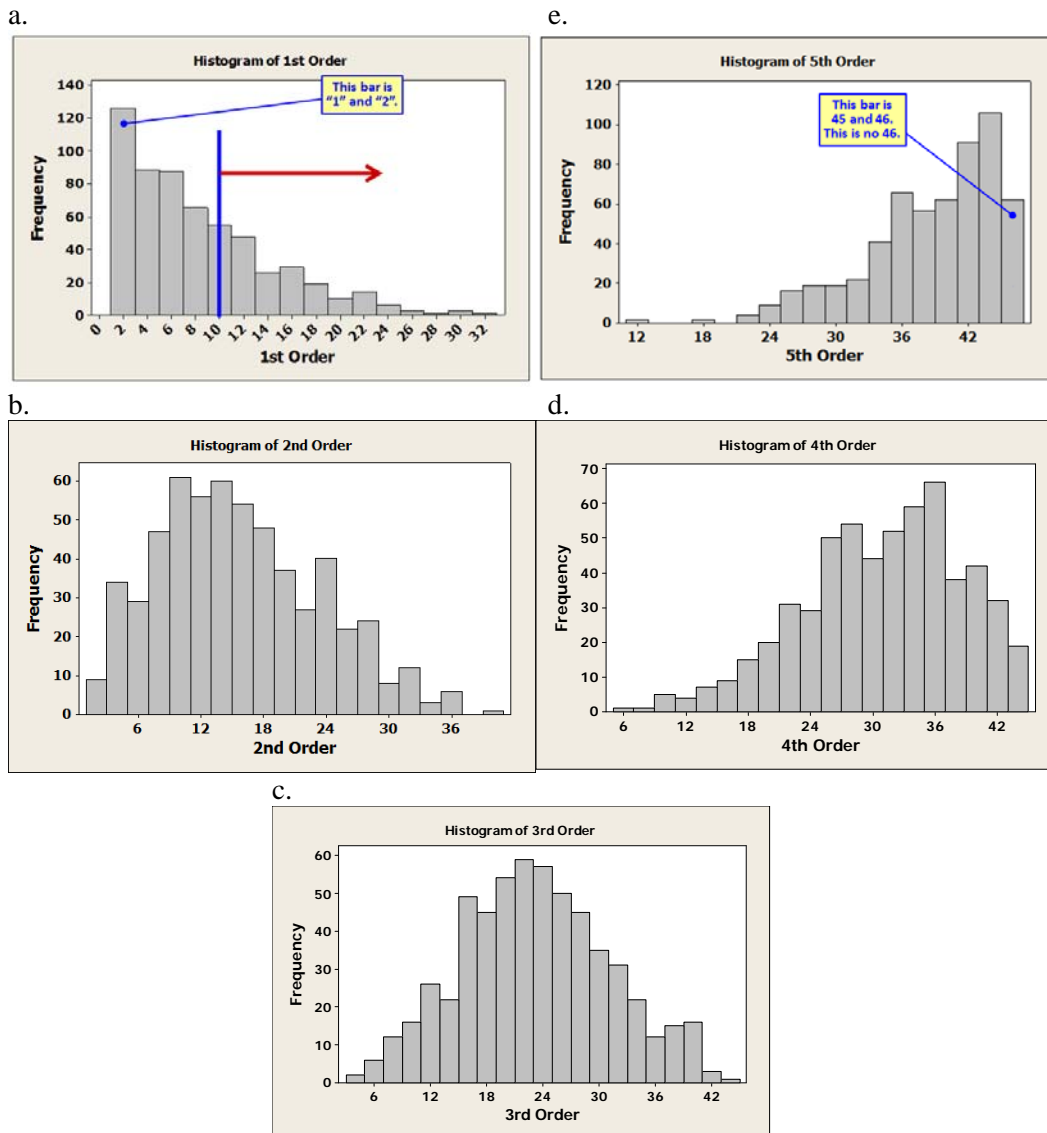 a.
Histogram of 1st Order
This bar is
"1" and "2".
Frequency
140
120
100
80
60
40
20
0
0 2 4 6 8 10 12 14 16 18 20 22 24 26 28 30 32
1st Order
e.
Histogram of 5th Order
This bar is
45 and 46.
This is no 46.
Frequency
120
100
80
60
40
20
0
12 18 24 30 36 42
5th Order
b.
Histogram of 2nd Order
Frequency
60
50
40
30
20
10
0
6 12 18 24 30 36
2nd Order
d.
Histogram of 4th Order
Frequency
70
60
50
40
30
20
10
0
6 12 18 24 30 36 42
4th Order
c.
Histogram of 3rd Order
Frequency
60
50
40
30
20
10
0
6 12 18 24 30 36 42
3rd Order